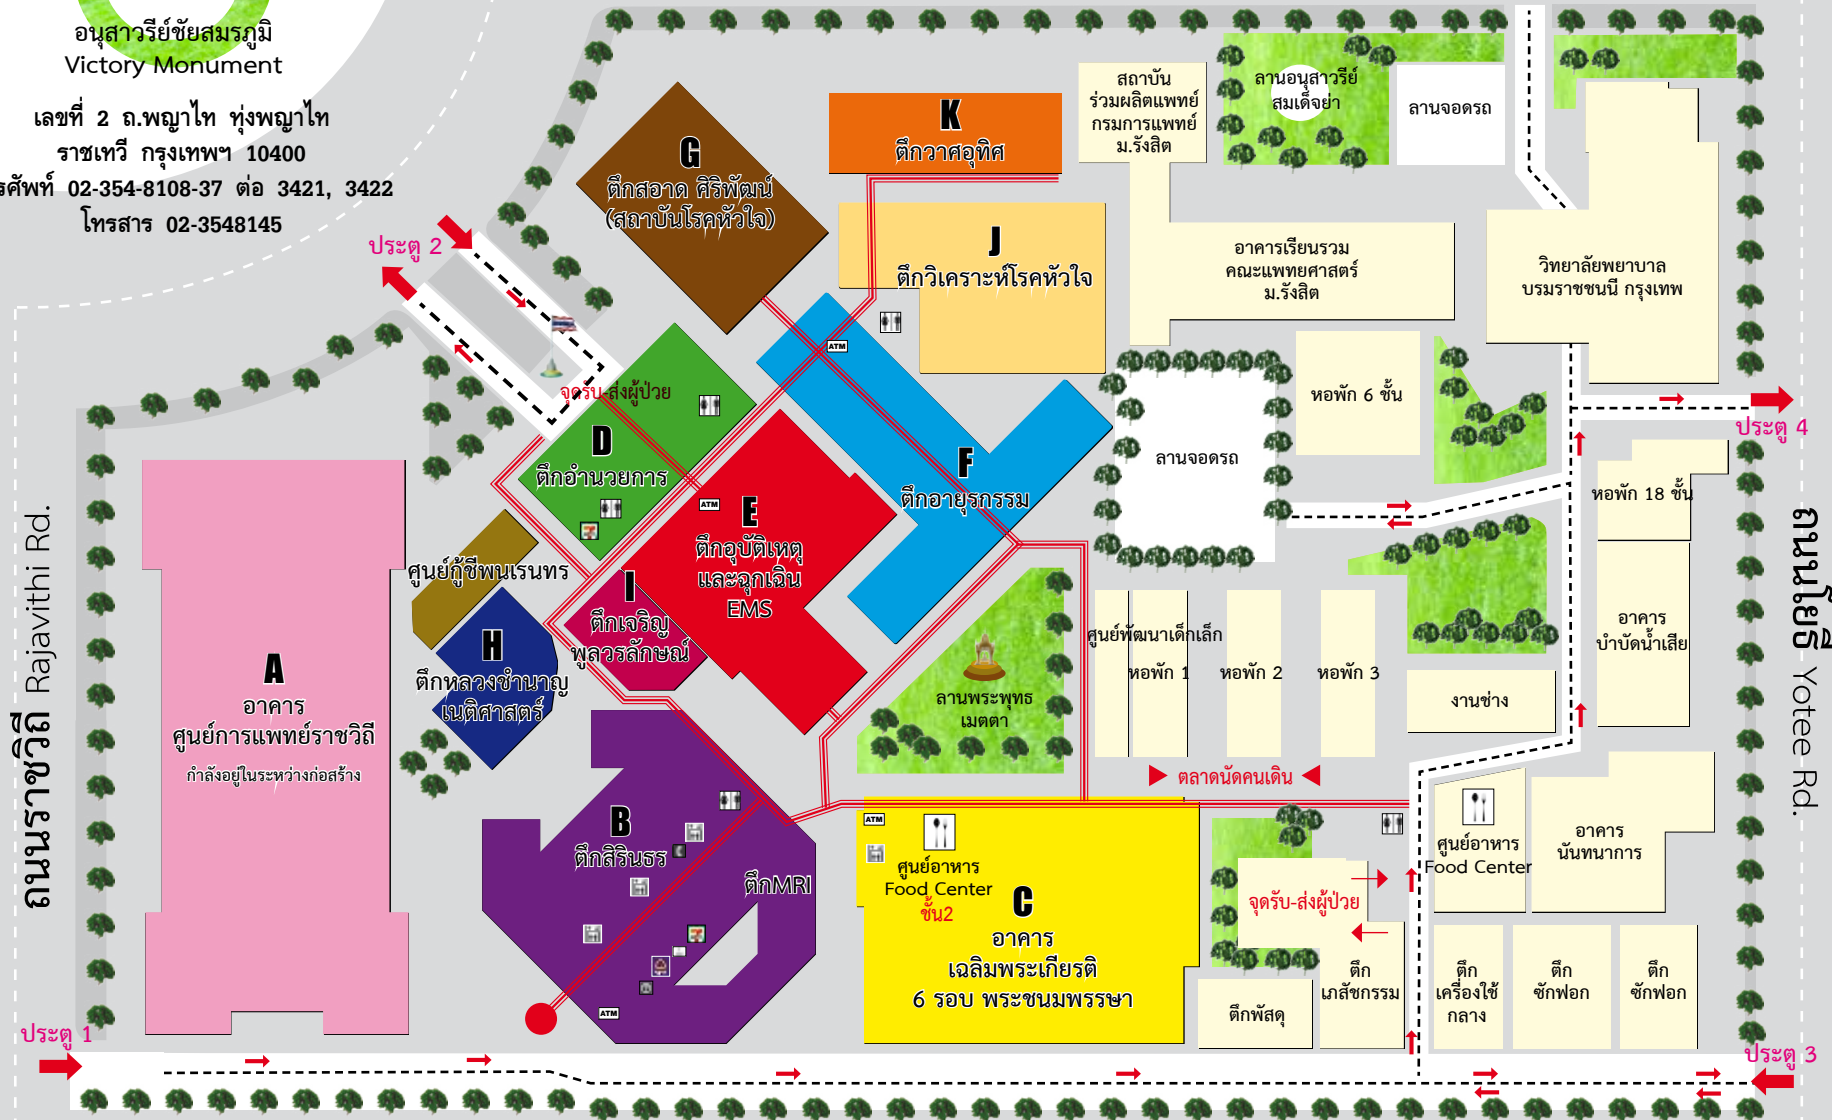 อนุสาวรีย์ชัยสมรภูมิ
Victory Monument
เลขที่ 2 ถ.พญาไท ทุ่งพญาไท
ราชเทวี กรุงเทพฯ 10400
รศัพท์ 02-354-8108-37 ต่อ 3421, 3422
โทรสาร 02-3548145
ประตู 2
G
ตึกสอาด ศิริพัฒน์
(สถาบันโรคหัวใจ)
K
ตึกวาศอุทิศ
J
ตึกวิเคราะห์โรคหัวใจ
สถาบัน
ร่วมผลิตแพทย์
กรมการแพทย์
ม.รังสิต
ลานอนุสาวรีย์
สมเด็จย่า
ลานจอดรถ
อาคารเรียนรวม
คณะแพทยศาสตร์
ม.รังสิต
วิทยาลัยพยาบาล
บรมราชชนนี กรุงเทพ
จุดรับ-ส่งผู้ป่วย
ATM
D
ตึกอำนวยการ
ATM
E
ตึกอุบัติเหตุ
และฉุกเฉิน
EMS
F
ตึกอายุรกรรม
ลานจอดรถ
หอพัก 6 ชั้น
ประตู 4
หอพัก 18 ชั้น
ถนนราชวิถี Rajavithi Rd.
ถนนโยธี Yotee Rd.
ศูนย์กู้ชีพนเรนทร
I
ตึกเจริญ
พูลวรลักษณ์
H
ตึกหลวงชำนาญ
เนติศาสตร์
A
อาคาร
ศูนย์การแพทย์ราชวิถี
กำลังอยู่ในระหว่างก่อสร้าง
ลานพระพุทธ
เมตตา
ศูนย์พัฒนาเด็กเล็ก
หอพัก 1
หอพัก 2
หอพัก 3
อาคาร
บำบัดน้ำเสีย
งานช่าง
ตลาดนัดคนเดิน
B
ตึกสิรินธร
ตึกMRI
ATM
ATM
ศูนย์อาหาร
Food Center
ชั้น2
C
อาคาร
เฉลิมพระเกียรติ
6 รอบ พระชนมพรรษา
จุดรับ-ส่งผู้ป่วย
ศูนย์อาหาร
Food Center
อาคาร
นันทนาการ
ตึกพัสดุ
ตึก
เภสัชกรรม
ตึก
เครื่องใช้
กลาง
ตึก
ซักฟอก
ตึก
ซักฟอก
ประตู 1
ประตู 3